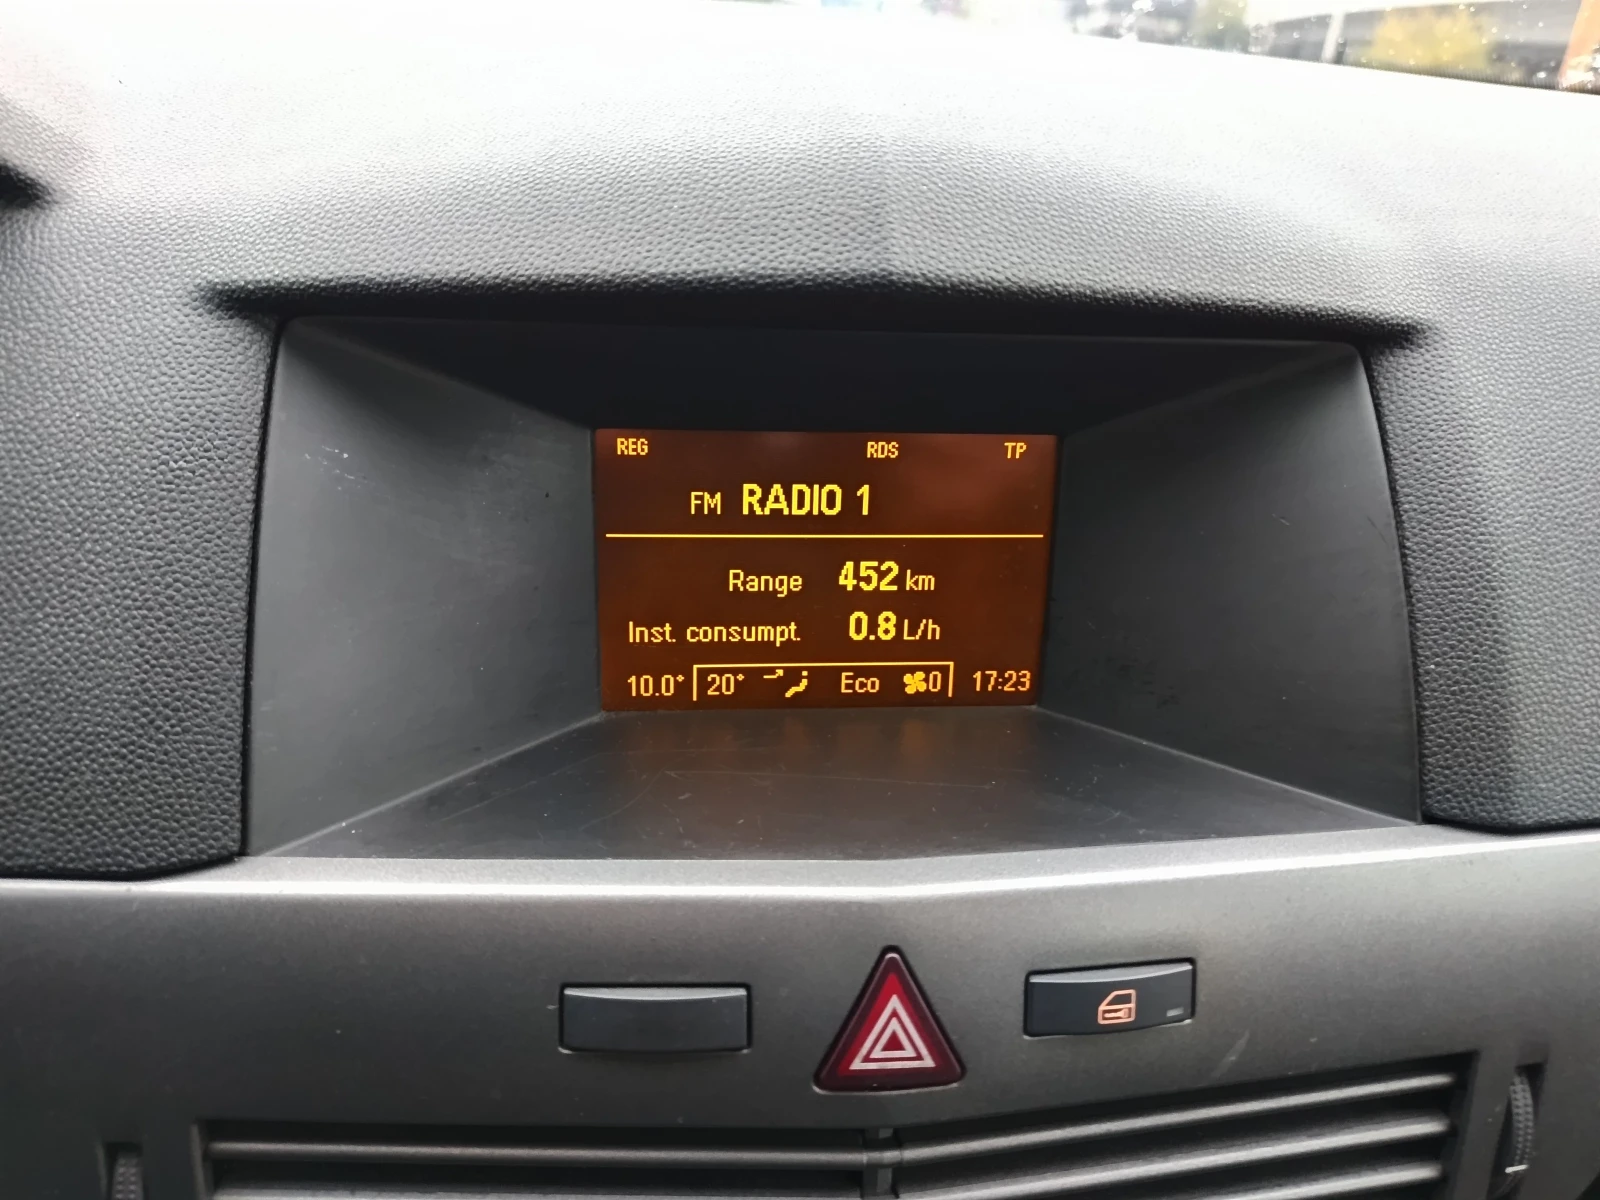 REG RDS TP
FM RADIO 1
Range 452 km
Inst. consumpt. 0.8 L/h
10.0° 20° Eco 0 17:23